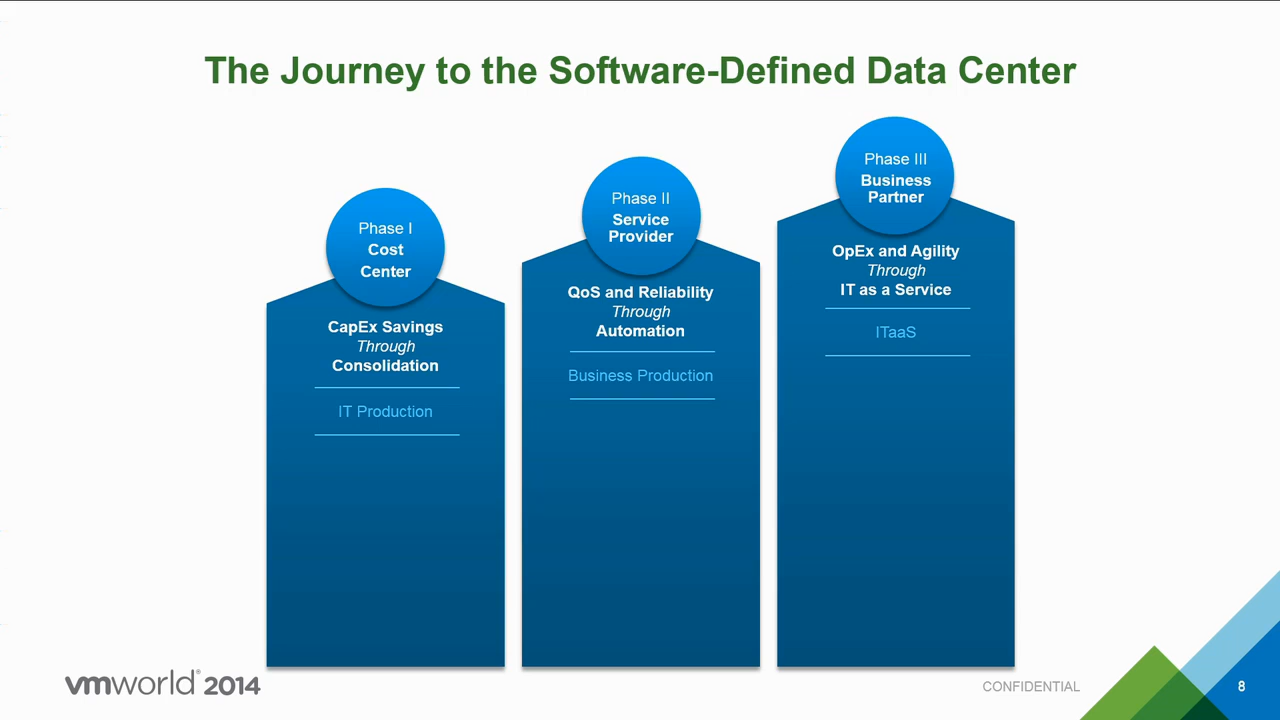 The Journey to the Software-Defined Data Center
Phase I
Cost
Center
CapEx Savings
Through
Consolidation
IT Production
Phase II
Service
Provider
QoS and Reliability
Through
Automation
Business Production
Phase III
Business
Partner
OpEx and Agility
Through
IT as a Service
ITaaS
vmworld® 2014
CONFIDENTIAL
8